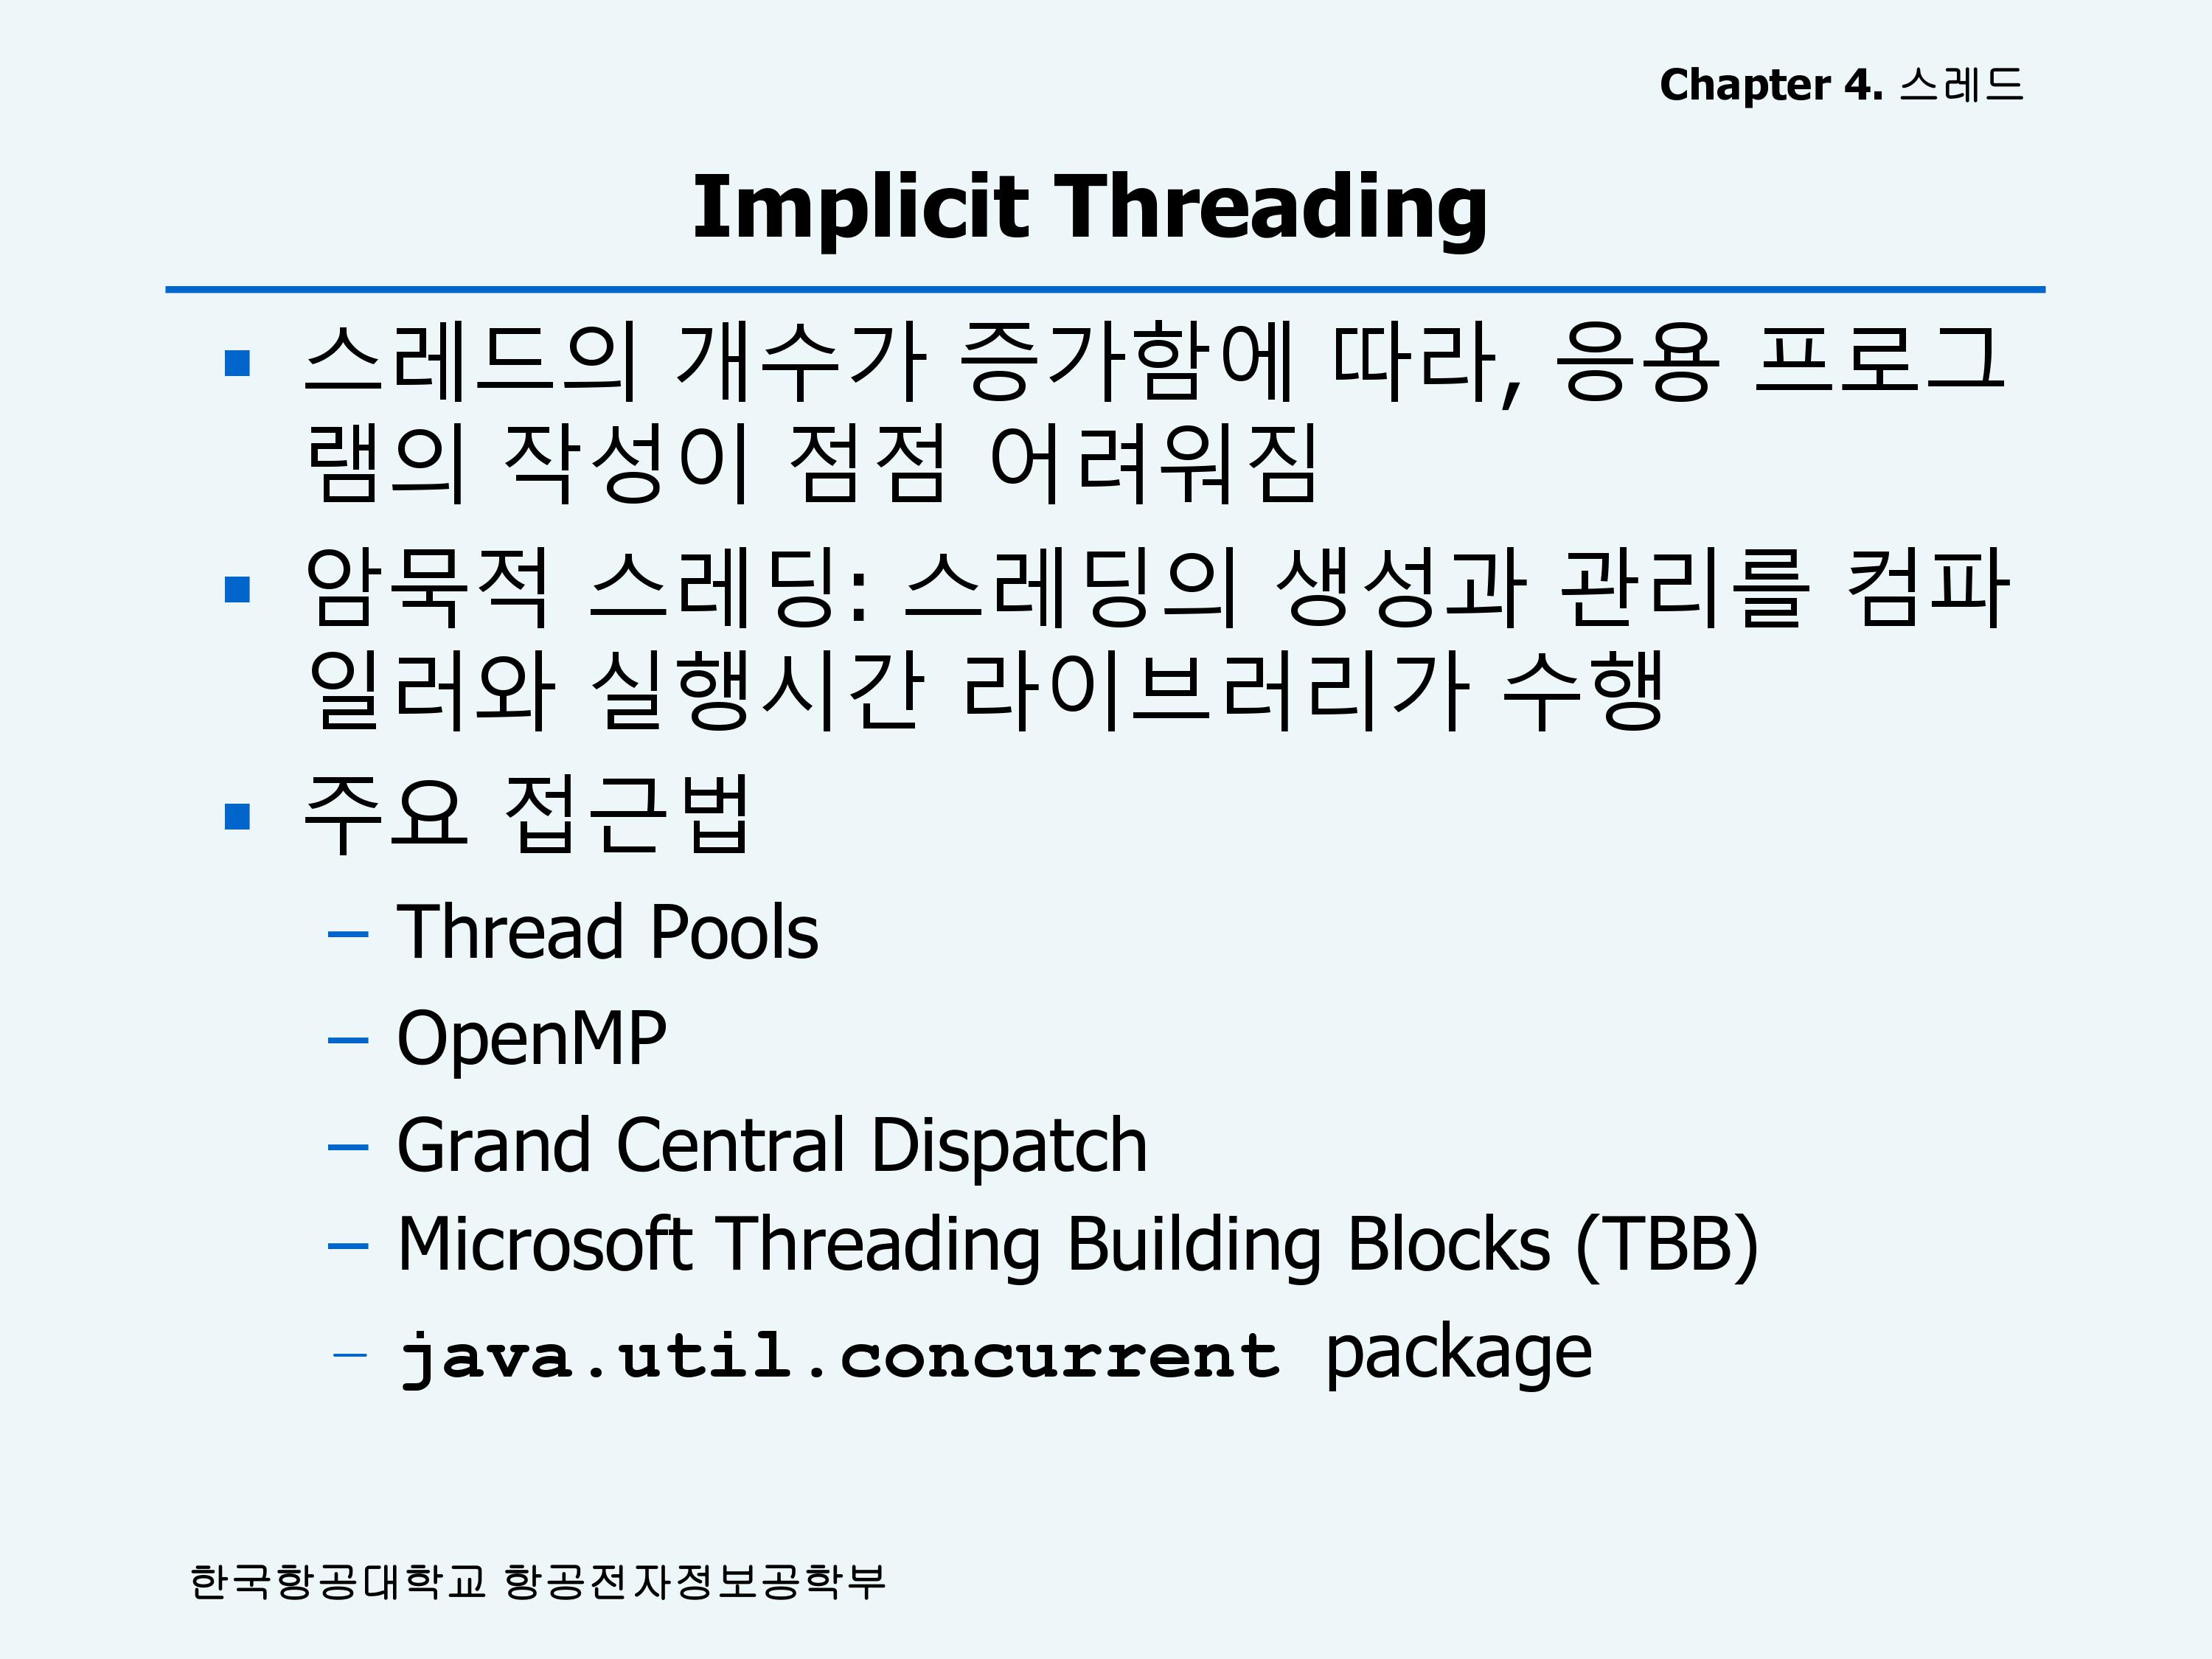 Chapter 4. 스레드
Implicit Threading
▪ 스레드의 개수가 증가함에 따라, 응용 프로그
램의 작성이 점점 어려워짐
▪ 암묵적 스레딩: 스레딩의 생성과 관리를 컴파
일러와 실행시간 라이브러리가 수행
▪ 주요 접근법
– Thread Pools
– OpenMP
– Grand Central Dispatch
– Microsoft Threading Building Blocks (TBB)
– java.util.concurrent package
한국항공대학교 항공전자정보공학부